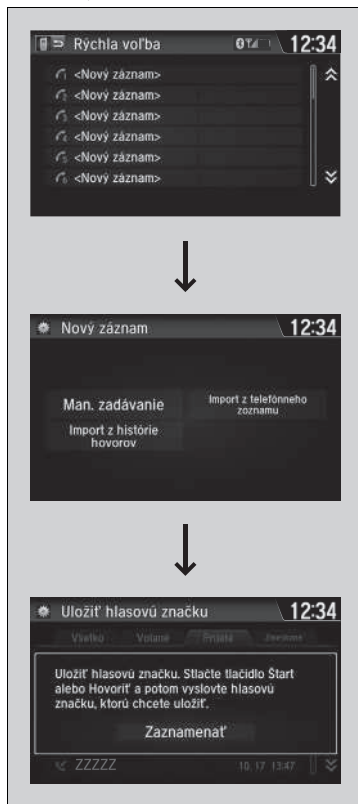 Rýchla voľba 12:34
<Nový záznam>
<Nový záznam>
<Nový záznam>
<Nový záznam>
<Nový záznam>
<Nový záznam>
Nový záznam 12:34
Man. zadávanie
Import z telefónneho
zoznamu
Import z histórie
hovorov
Uložiť hlasovú značku 12:34
Všetko Volané Prijaté
Uložiť hlasovú značku. Stlačte tlačidlo Štart
alebo Hovoriť a potom vyslovte hlasovú
značku, ktorú chcete uložiť.
Zaznamenať
ZZZZZ 10. 17 13:47